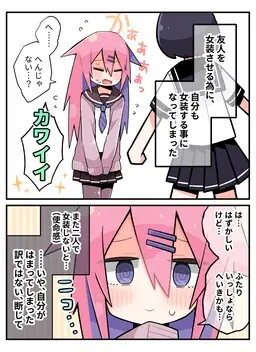 友人を
女装させる為に、
自分も
女装する事に
なってしまった
あぁ
あぁぁ
ぁっ
へ……
へんじゃ
ない…？
カワイイ
は…
はずかしい
けど…
ふたり
いっしょなら
へいきかも…
また二人で
女装しないと…
（使命感）
…いや、自分が
はまってしまった
訳ではない、断じて
ニコッ…